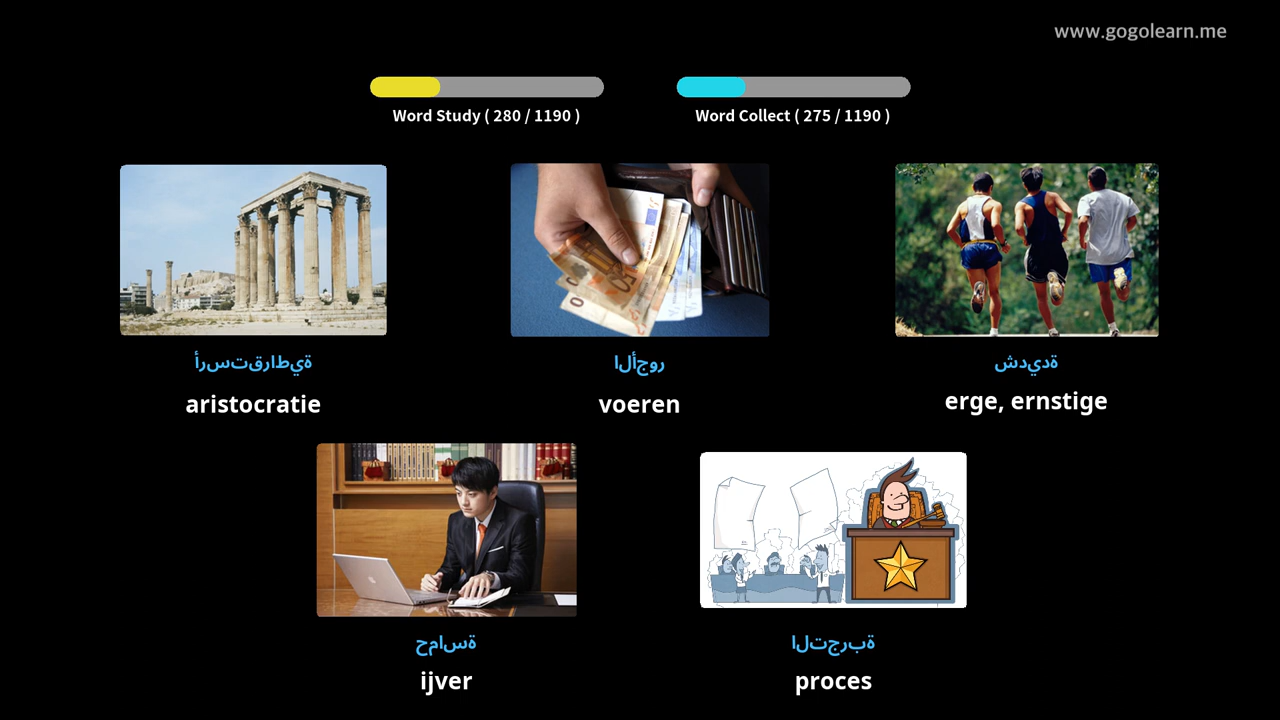 www.gogolearn.me
Word Study ( 280 / 1190 )
Word Collect ( 275 / 1190 )
أرستقراطية
aristocratie
الأجور
voeren
شديدة
erge, ernstige
حماسة
ijver
التجربة
proces